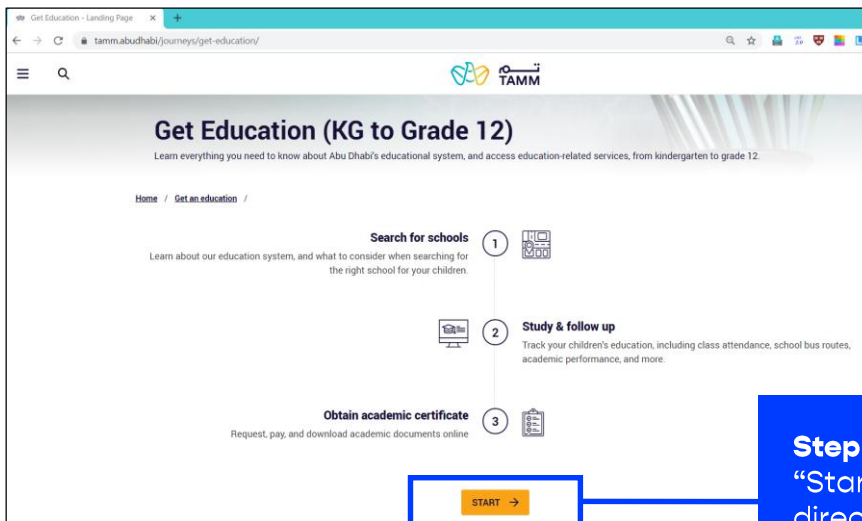 Get Education - Landing Page
tamm.abudhabi/journeys/get-education/
تـــم
TAMM
Get Education (KG to Grade 12)
Learn everything you need to know about Abu Dhabi's educational system, and access education-related services, from kindergarten to grade 12.
Home / Get an education /
Search for schools
1
Learn about our education system, and what to consider when searching for
the right school for your children.
2
Study & follow up
Track your children's education, including class attendance, school bus routes,
academic performance, and more.
Obtain academic certificate
3
Request, pay, and download academic documents online
START →
Step
“Star
direc